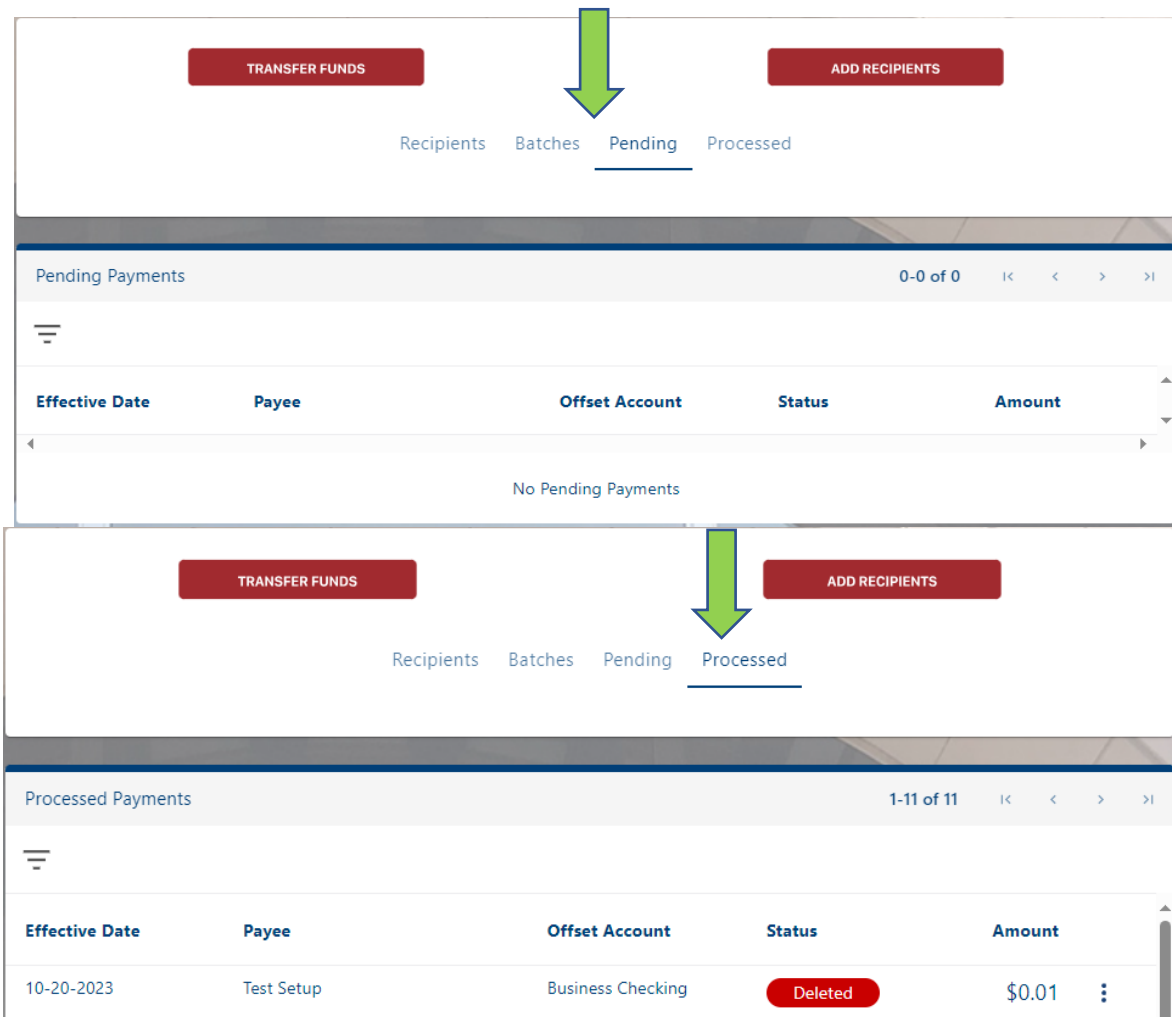 TRANSFER FUNDS ADD RECIPIENTS
Recipients Batches Pending Processed
Pending Payments 0-0 of 0
Effective Date Payee Offset Account Status Amount
No Pending Payments
TRANSFER FUNDS ADD RECIPIENTS
Recipients Batches Pending Processed
Processed Payments 1-11 of 11
Effective Date Payee Offset Account Status Amount
10-20-2023 Test Setup Business Checking Deleted $0.01